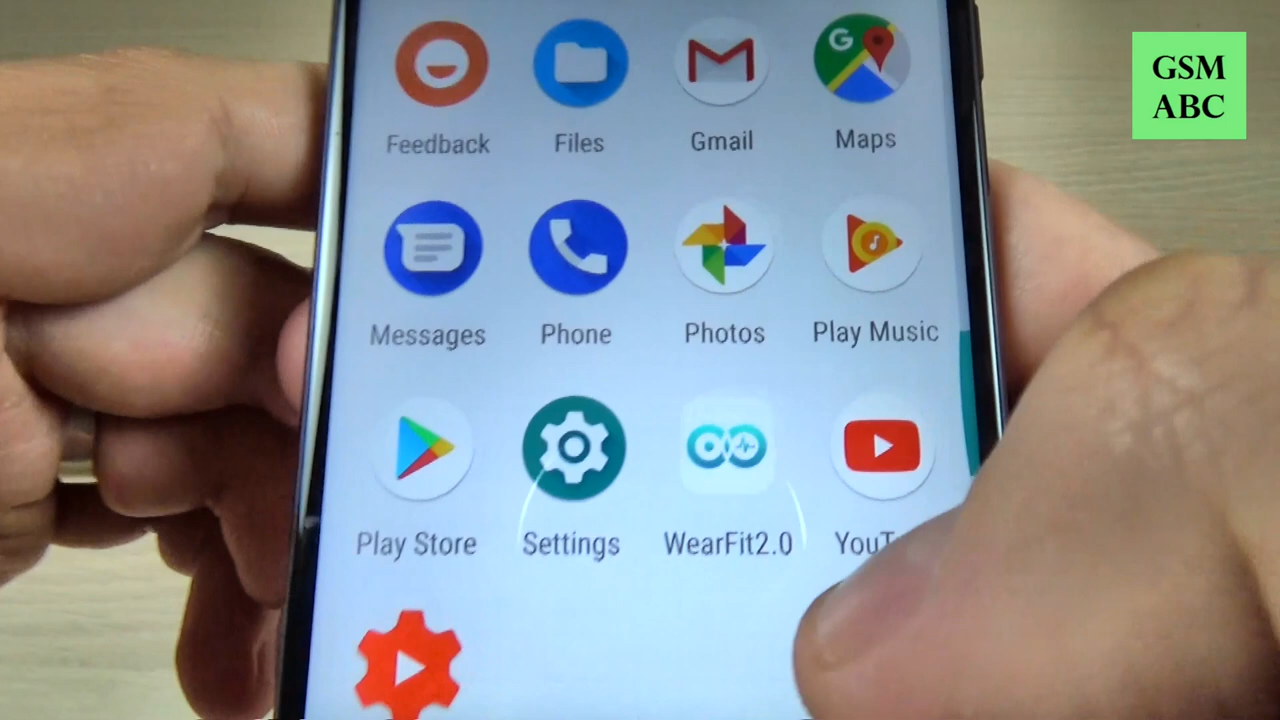 GSM
ABC
Feedback
Files
Gmail
Maps
G
Messages
Phone
Photos
Play Music
Play Store
Settings
WearFit2.0